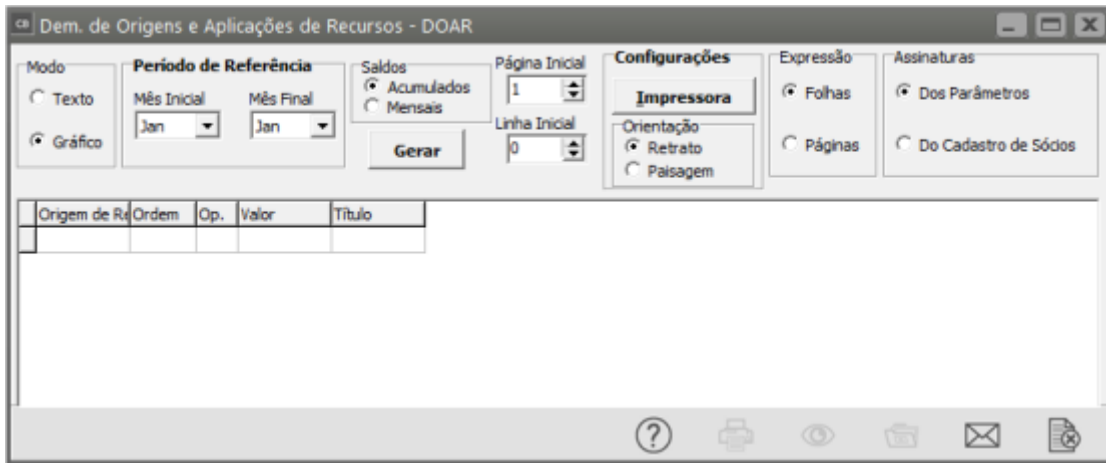 CB Dem. de Origens e Aplicações de Recursos - DOAR
Modo
Texto
Gráfico
Período de Referência
Mês Inicial Mês Final
Jan Jan
Saldos
Acumulados
Mensais
Gerar
Página Inicial
1
Linha Inicial
0
Configurações
Impressora
Orientação
Retrato
Paisagem
Expressão
Folhas
Páginas
Assinaturas
Dos Parâmetros
Do Cadastro de Sócios
Origem de Re Ordem Op. Valor Título
?